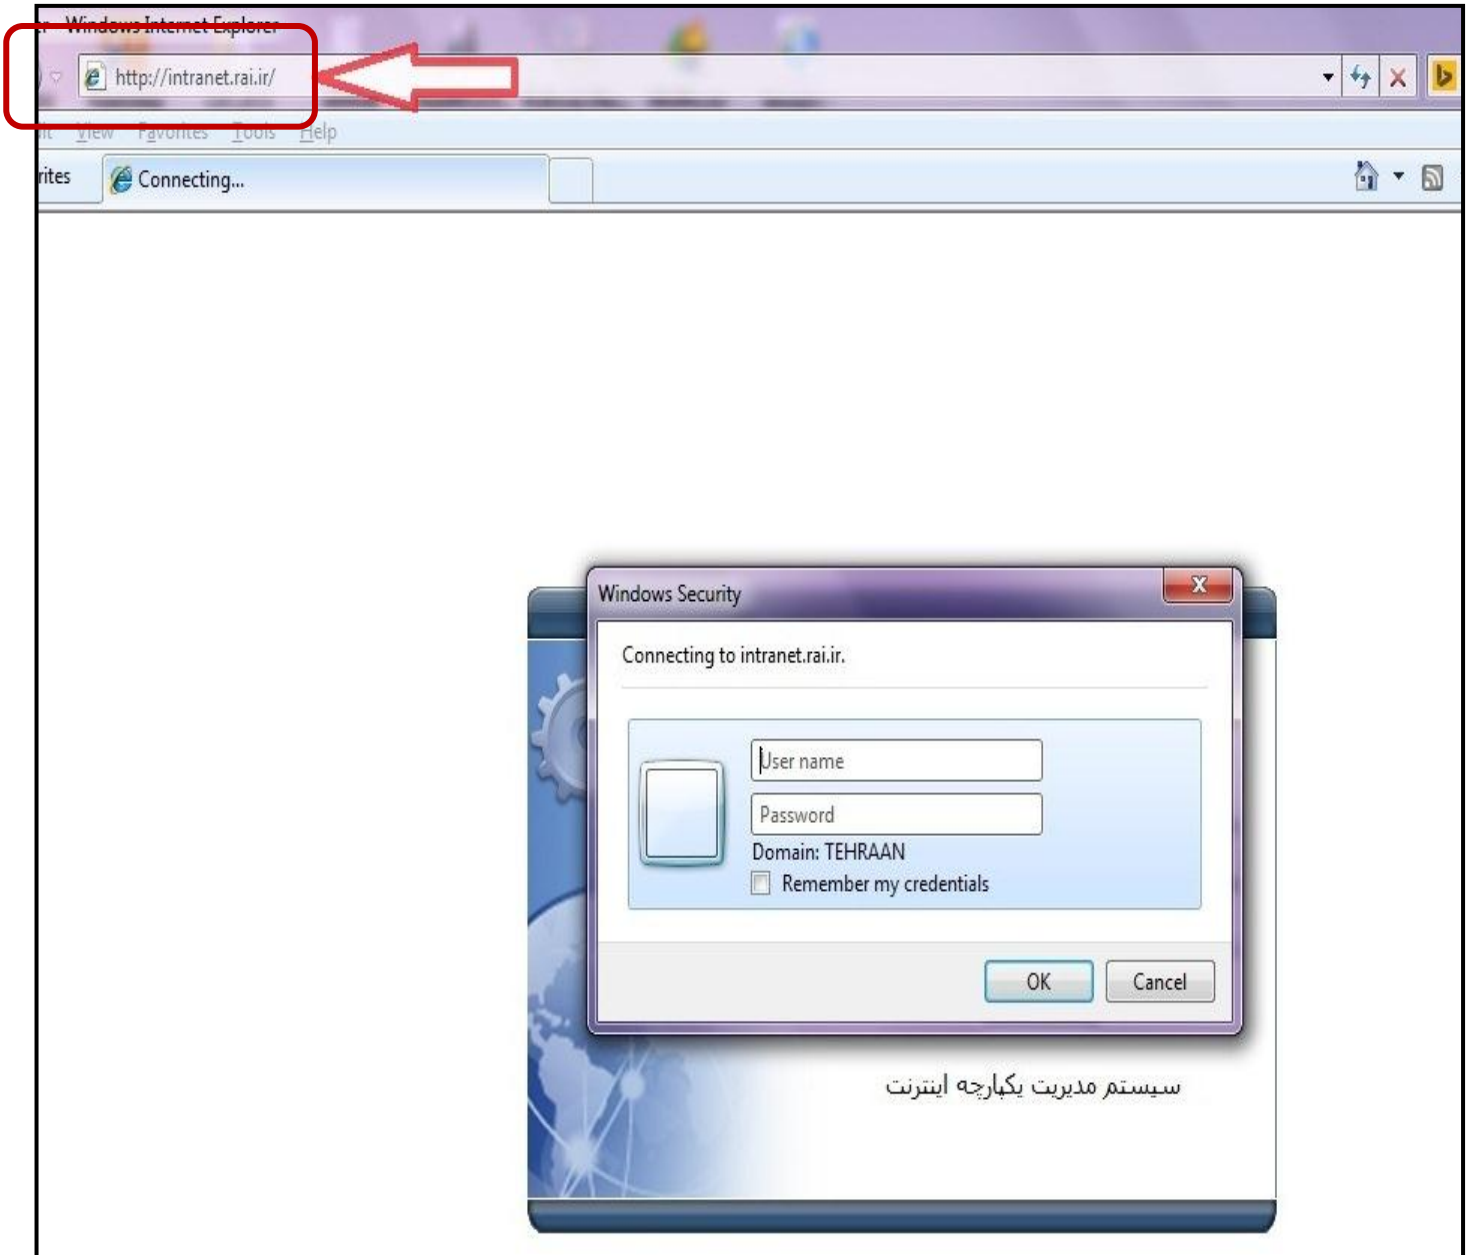 Windows Internet Explorer
http://intranet.rai.ir/
View Favorites Tools Help
rites
Connecting...
Windows Security
X
Connecting to intranet.rai.ir.
User name
Password
Domain: TEHRAAN
Remember my credentials
OK Cancel
سیستم مدیریت یکپارچه اینترنت